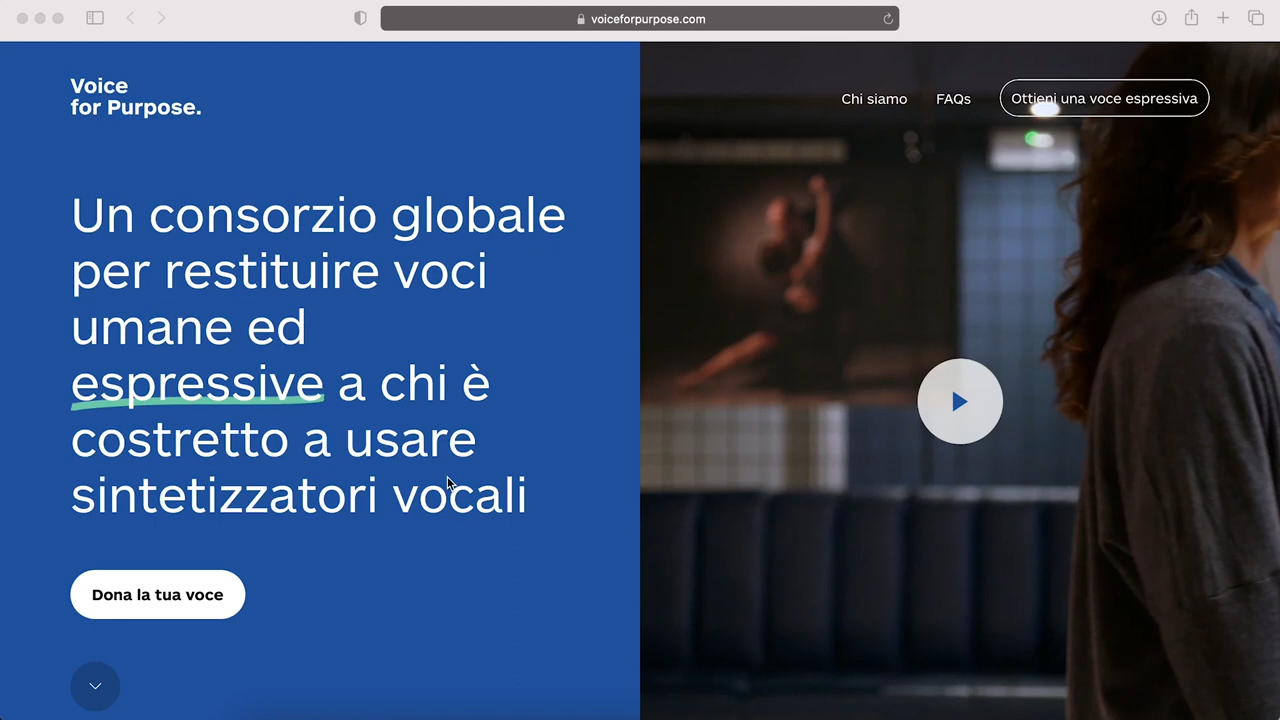 voiceforpurpose.com
Voice
for Purpose.
Chi siamo
FAQs
Ottieni una voce espressiva
Un consorzio globale
per restituire voci
umane ed
espressive a chi è
costretto a usare
sintetizzatori vocali
Dona la tua voce